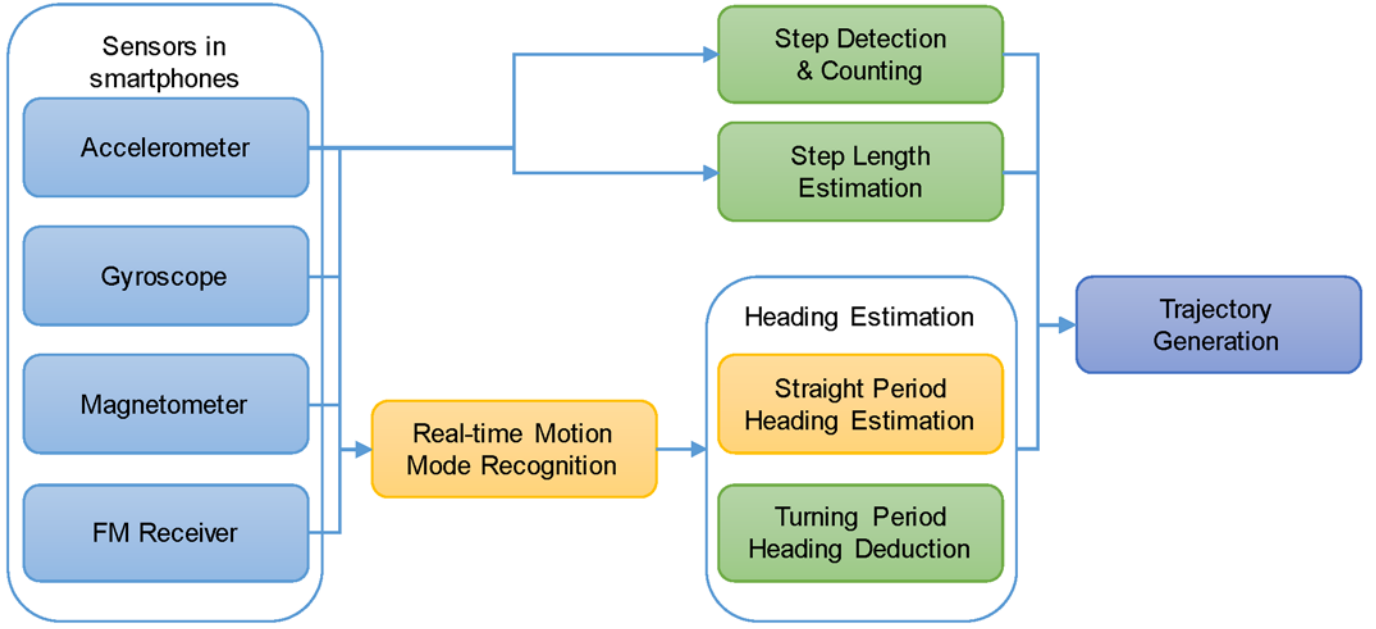 Sensors in
smartphones
Accelerometer
Gyroscope
Magnetometer
FM Receiver
Real-time Motion
Mode Recognition
Step Detection
& Counting
Step Length
Estimation
Heading Estimation
Straight Period
Heading Estimation
Turning Period
Heading Deduction
Trajectory
Generation